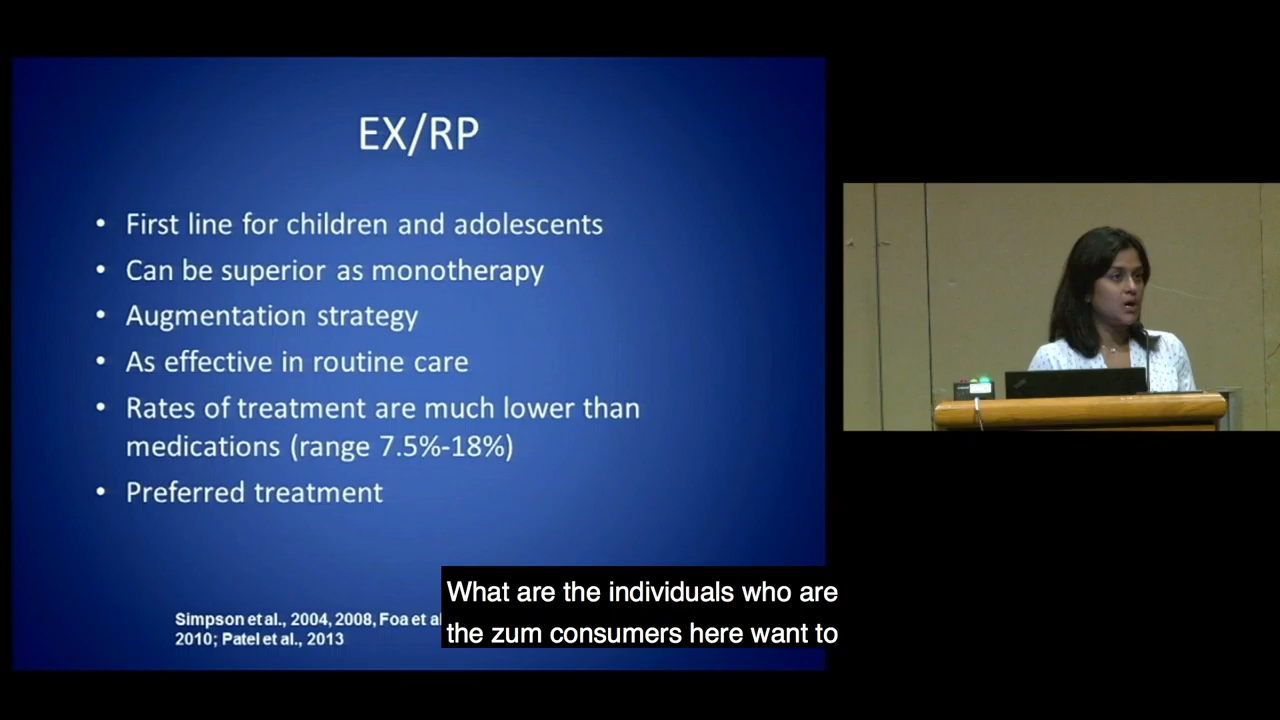 EX/RP
• First line for children and adolescents
• Can be superior as monotherapy
• Augmentation strategy
• As effective in routine care
• Rates of treatment are much lower than
medications (range 7.5%-18%)
• Preferred treatment
Simpson et al., 2004, 2008, Foa et al
2010; Patel et al., 2013
What are the individuals who are
the zum consumers here want to